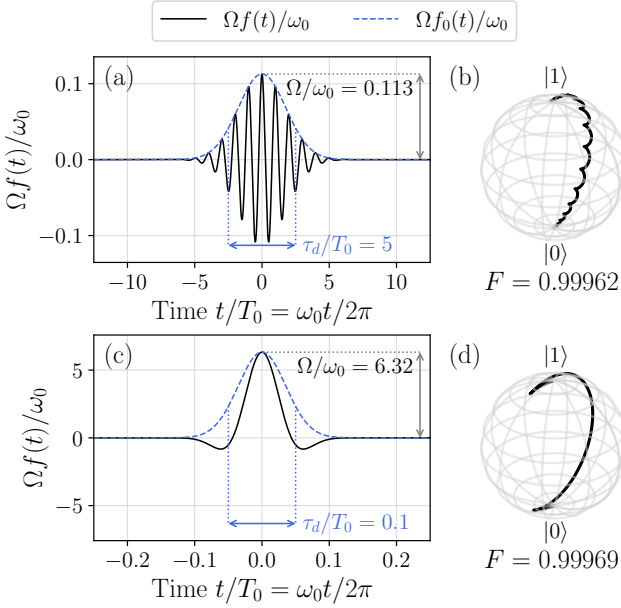 Ωf(t)/ω₀ Ωf₀(t)/ω₀
(a)
Ωf(t)/ω₀
0.1
0.0
−0.1
Ω/ω₀ = 0.113
τ_d/T₀ = 5
−10 −5 0 5 10
Time t/T₀ = ω₀t/2π
(b)
|1⟩
|0⟩
F = 0.99962
(c)
Ωf(t)/ω₀
5
0
−5
Ω/ω₀ = 6.32
τ_d/T₀ = 0.1
−0.2 −0.1 0.0 0.1 0.2
Time t/T₀ = ω₀t/2π
(d)
|1⟩
|0⟩
F = 0.99969